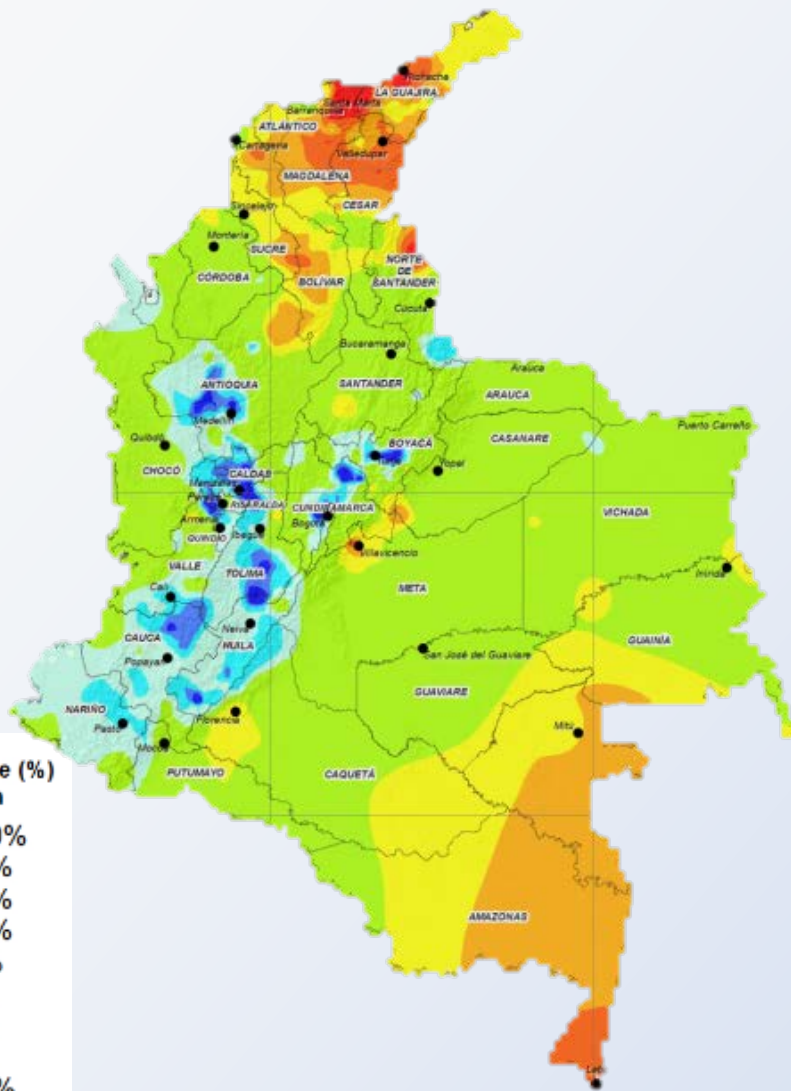 Riohacha
LA GUAJIRA
Santa Marta
Barranquilla
ATLÁNTICO
Cartagena
Valledupar
MAGDALENA
CESAR
Sincelejo
Montería
SUCRE
NORTE
DE
SANTANDER
CÓRDOBA
BOLÍVAR
Cúcuta
Bucaramanga
Arauca
ANTIOQUIA
SANTANDER
ARAUCA
Medellín
Puerto Carreño
Quibdó
BOYACÁ
CASANARE
Tunja
CHOCÓ
Yopal
CALDAS
Manizales
Pereira
RISARALDA
CUNDINAMARCA
VICHADA
Armenia
Bogotá
QUINDIO
Ibagué
Villavicencio
VALLE
TOLIMA
Inírida
META
Cali
Neiva
CAUCA
HUILA
GUAINÍA
Popayán
San José del Guaviare
GUAVIARE
NARIÑO
Florencia
Pasto
Mitú
Mocoa
PUTUMAYO
CAQUETÁ
e (%)
%
%
%
%
AMAZONAS
%